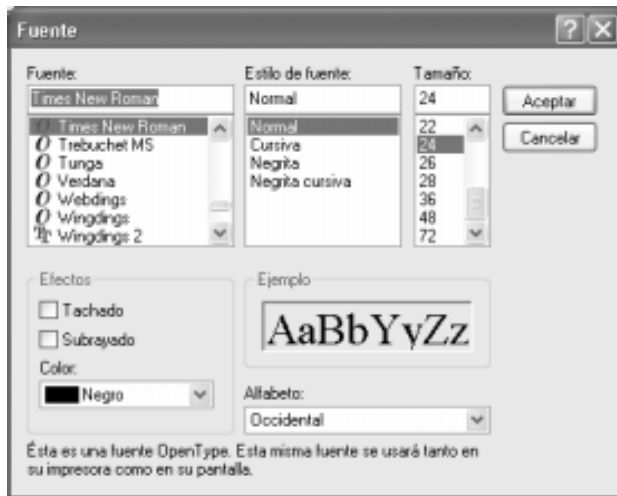 Fuente
Fuente:
Times New Roman
Times New Roman
Trebuchet MS
Tunga
Verdana
Webdings
Wingdings
Wingdings 2
Estilo de fuente:
Normal
Normal
Cursiva
Negrita
Negrita cursiva
Tamaño:
24
22
24
26
28
36
48
72
Aceptar
Cancelar
Efectos
Tachado
Subrayado
Color:
Negro
Ejemplo
AaBbYyZz
Alfabeto:
Occidental
Ésta es una fuente OpenType. Esta misma fuente se usará tanto en
su impresora como en su pantalla.